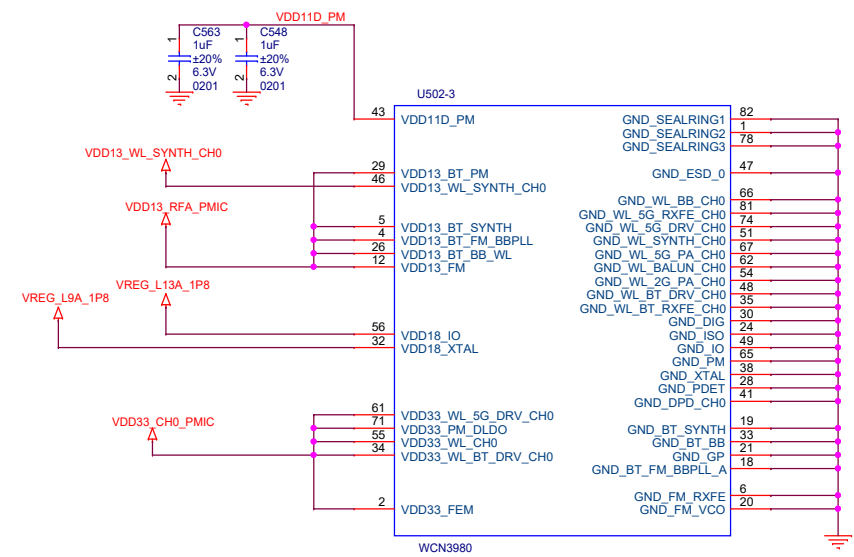 VDD11D_PM
C563
1uF
±20%
6.3V
0201
1
2
C548
1uF
±20%
6.3V
0201
1
2
U502-3
43 VDD11D_PM
VDD13_WL_SYNTH_CH0
29 VDD13_BT_PM
46 VDD13_WL_SYNTH_CH0
VDD13_RFA_PMIC
5 VDD13_BT_SYNTH
4 VDD13_BT_FM_BBPLL
26 VDD13_BT_BB_WL
12 VDD13_FM
VREG_L13A_1P8
VREG_L9A_1P8
56 VDD18_IO
32 VDD18_XTAL
VDD33_CH0_PMIC
61 VDD33_WL_5G_DRV_CH0
71 VDD33_PM_DLDO
55 VDD33_WL_CH0
34 VDD33_WL_BT_DRV_CH0
2 VDD33_FEM
GND_SEALRING1 82
GND_SEALRING2 1
GND_SEALRING3 78
GND_ESD_0 47
GND_WL_BB_CH0 66
GND_WL_5G_RXFE_CH0 81
GND_WL_5G_DRV_CH0 74
GND_WL_SYNTH_CH0 51
GND_WL_5G_PA_CH0 67
GND_WL_BALUN_CH0 62
GND_WL_2G_PA_CH0 54
GND_WL_BT_DRV_CH0 48
GND_WL_BT_RXFE_CH0 35
GND_DIG 30
GND_ISO 24
GND_IO 49
GND_PM 65
GND_XTAL 38
GND_PDET 28
GND_DPD_CH0 41
GND_BT_SYNTH 19
GND_BT_BB 33
GND_GP 21
GND_BT_FM_BBPLL_A 18
GND_FM_RXFE 6
GND_FM_VCO 20
WCN3980